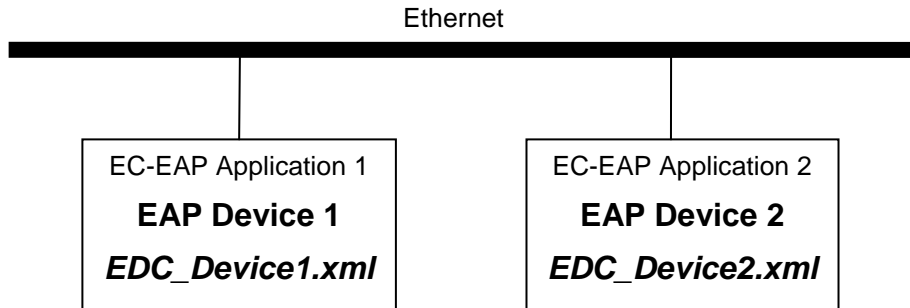 Ethernet
EC-EAP Application 1
EAP Device 1
EDC_Device1.xml
EC-EAP Application 2
EAP Device 2
EDC_Device2.xml